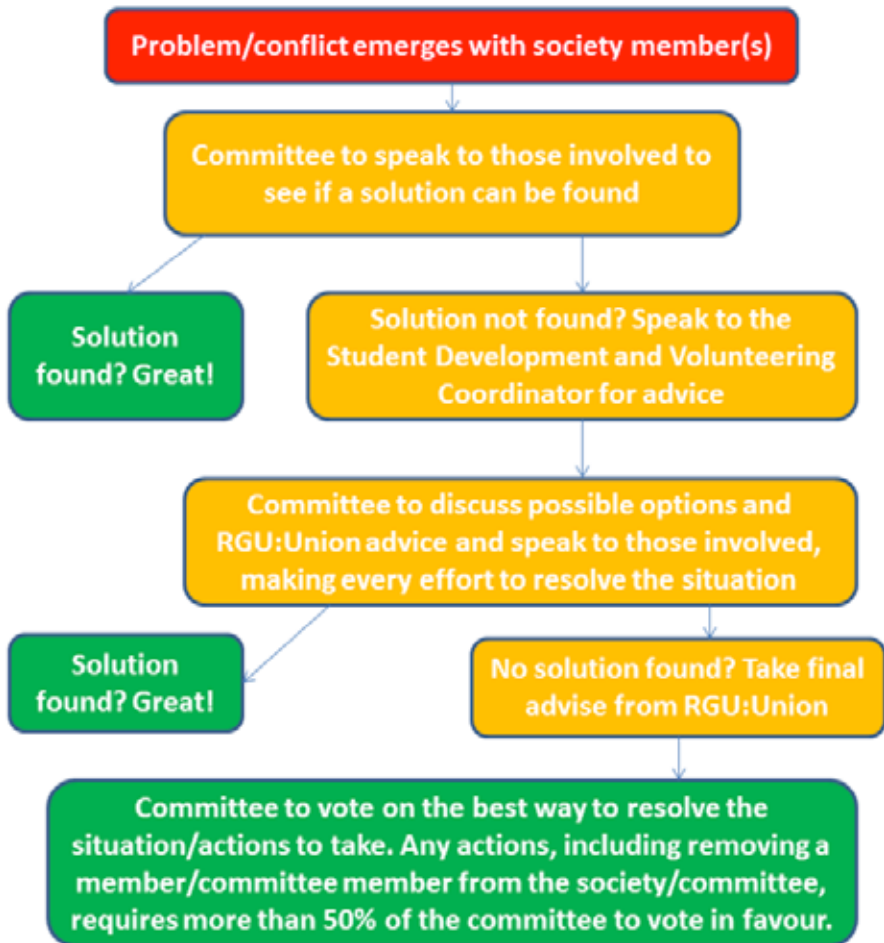 Problem/conflict emerges with society member(s)
Committee to speak to those involved to
see if a solution can be found
Solution
found? Great!
Solution not found? Speak to the
Student Development and Volunteering
Coordinator for advice
Committee to discuss possible options and
RGU:Union advice and speak to those involved,
making every effort to resolve the situation
Solution
found? Great!
No solution found? Take final
advise from RGU:Union
Committee to vote on the best way to resolve the
situation/actions to take. Any actions, including removing a
member/committee member from the society/committee,
requires more than 50% of the committee to vote in favour.